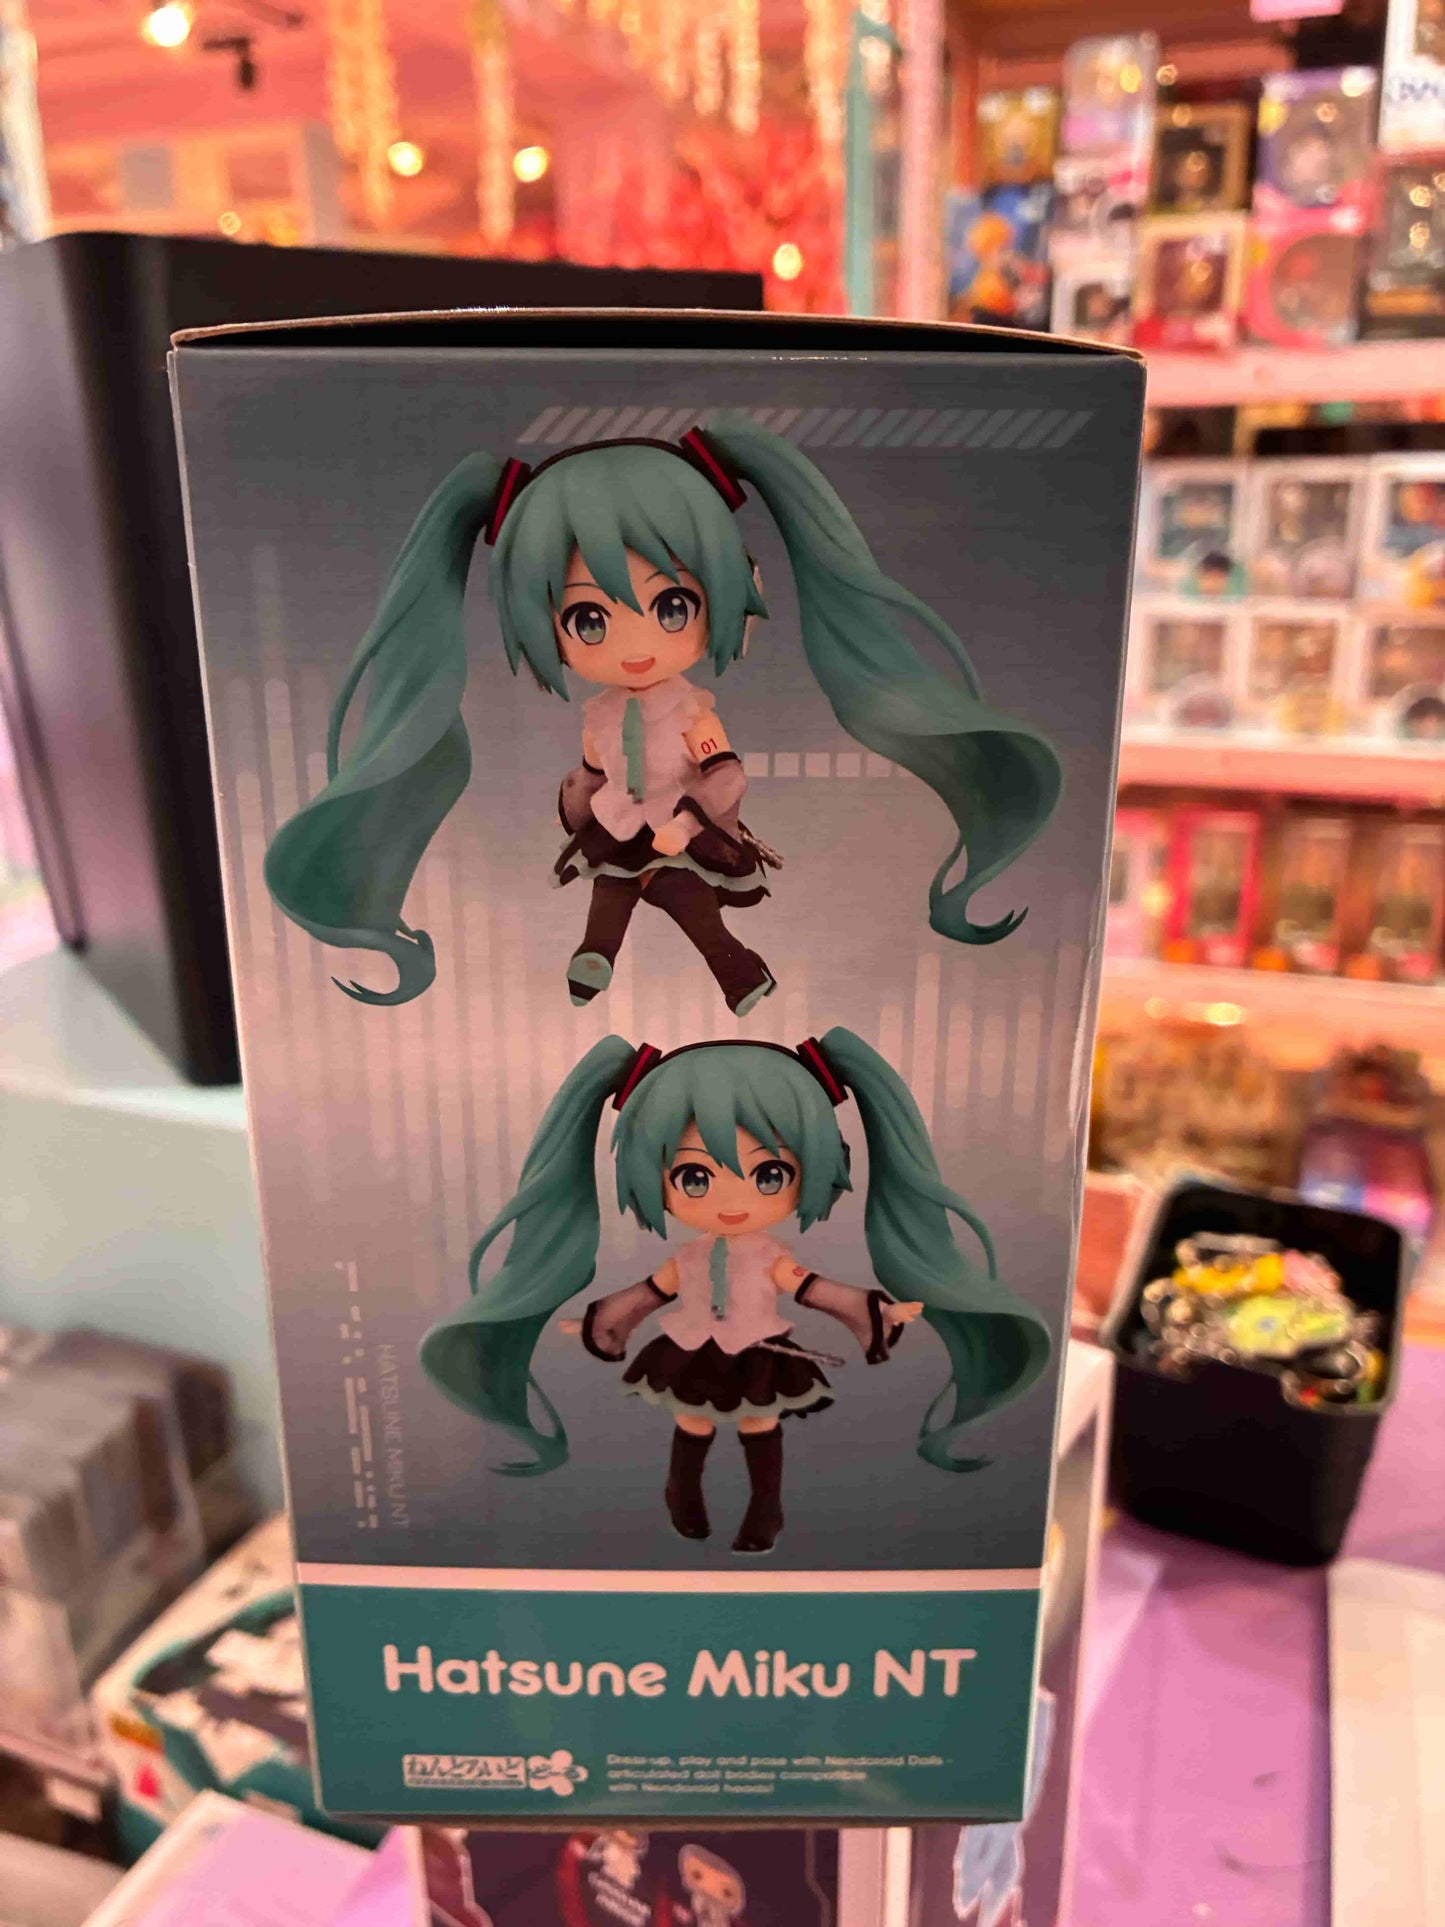 01
HATSUNE MIKU NT
Hatsune Miku NT
ねんどろいど どーる
Dress-up, play and pose with Nendoroid Dolls -
articulated doll bodies compatible
with Nendoroid heads!